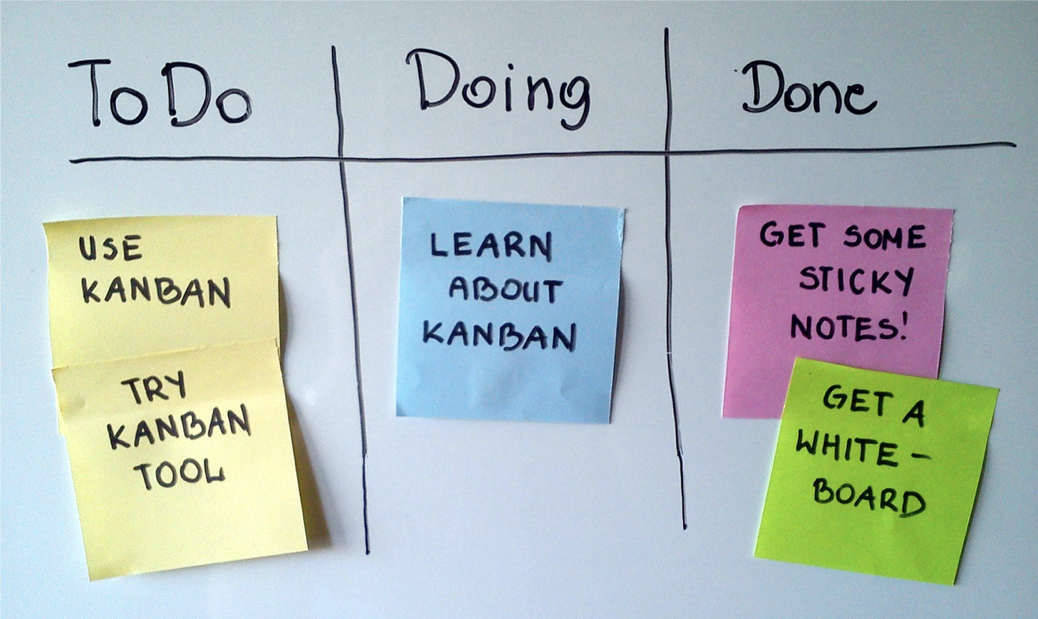 To Do
Doing
Done
USE
KANBAN
TRY
KANBAN
TOOL
LEARN
ABOUT
KANBAN
GET SOME
STICKY
NOTES!
GET A
WHITE -
BOARD